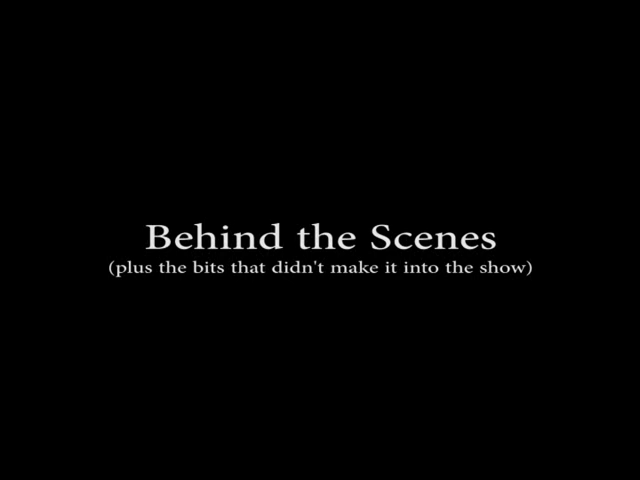 Behind the Scenes
(plus the bits that didn't make it into the show)